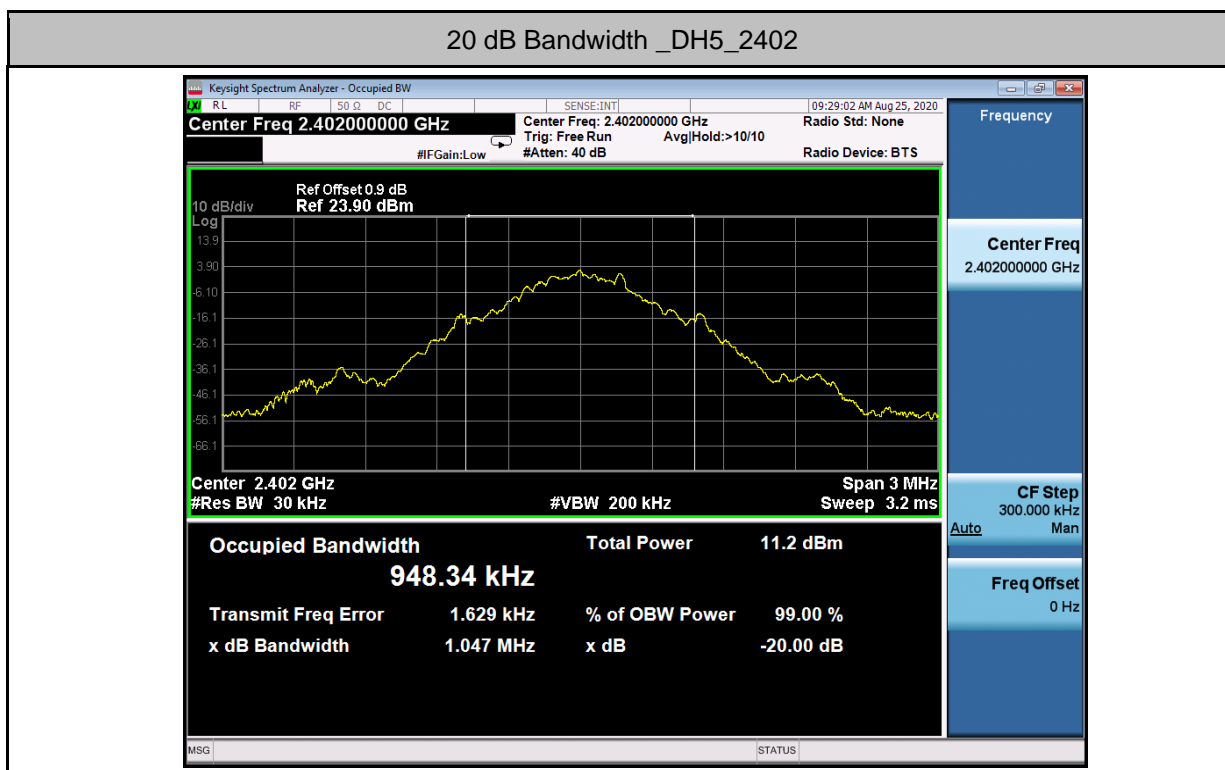 20 dB Bandwidth _DH5_2402
Keysight Spectrum Analyzer - Occupied BW
LXI RL RF 50 Ω DC SENSE:INT 09:29:02 AM Aug 25, 2020
Center Freq 2.402000000 GHz
Center Freq: 2.402000000 GHz
Radio Std: None
Trig: Free Run
Avg|Hold:>10/10
#IFGain:Low
#Atten: 40 dB
Radio Device: BTS
Ref Offset 0.9 dB
10 dB/div
Ref 23.90 dBm
Log
13.9
3.90
-6.10
-16.1
-26.1
-36.1
-46.1
-56.1
-66.1
Center 2.402 GHz
Span 3 MHz
#Res BW 30 kHz
#VBW 200 kHz
Sweep 3.2 ms
Occupied Bandwidth
Total Power 11.2 dBm
948.34 kHz
Transmit Freq Error 1.629 kHz
% of OBW Power 99.00 %
x dB Bandwidth 1.047 MHz
x dB -20.00 dB
MSG
STATUS
Frequency
Center Freq
2.402000000 GHz
CF Step
300.000 kHz
Auto Man
Freq Offset
0 Hz